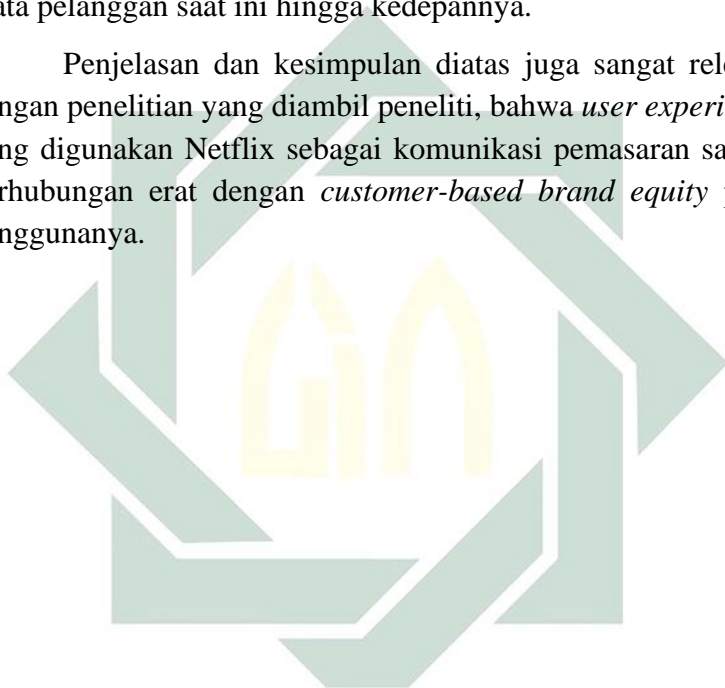 ata pelanggan saat ini hingga kedepannya.
Penjelasan dan kesimpulan diatas juga sangat rele
ngan penelitian yang diambil peneliti, bahwa user experi
ng digunakan Netflix sebagai komunikasi pemasaran sa
rhubungan erat dengan customer-based brand equity
nggunanya.